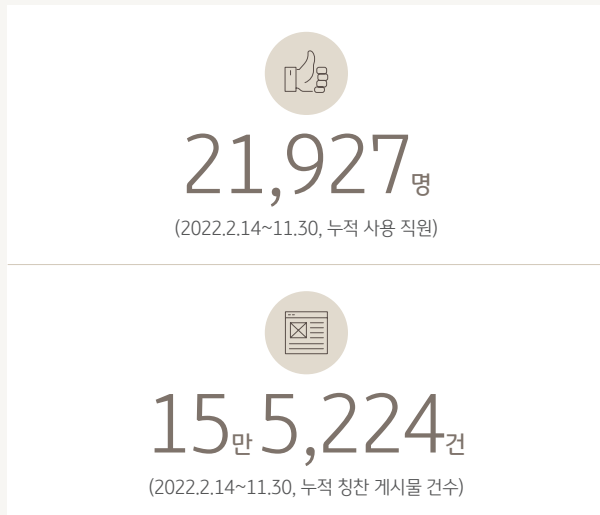 21,927명
(2022.2.14~11.30, 누적 사용 직원)
15만 5,224건
(2022.2.14~11.30, 누적 칭찬 게시물 건수)